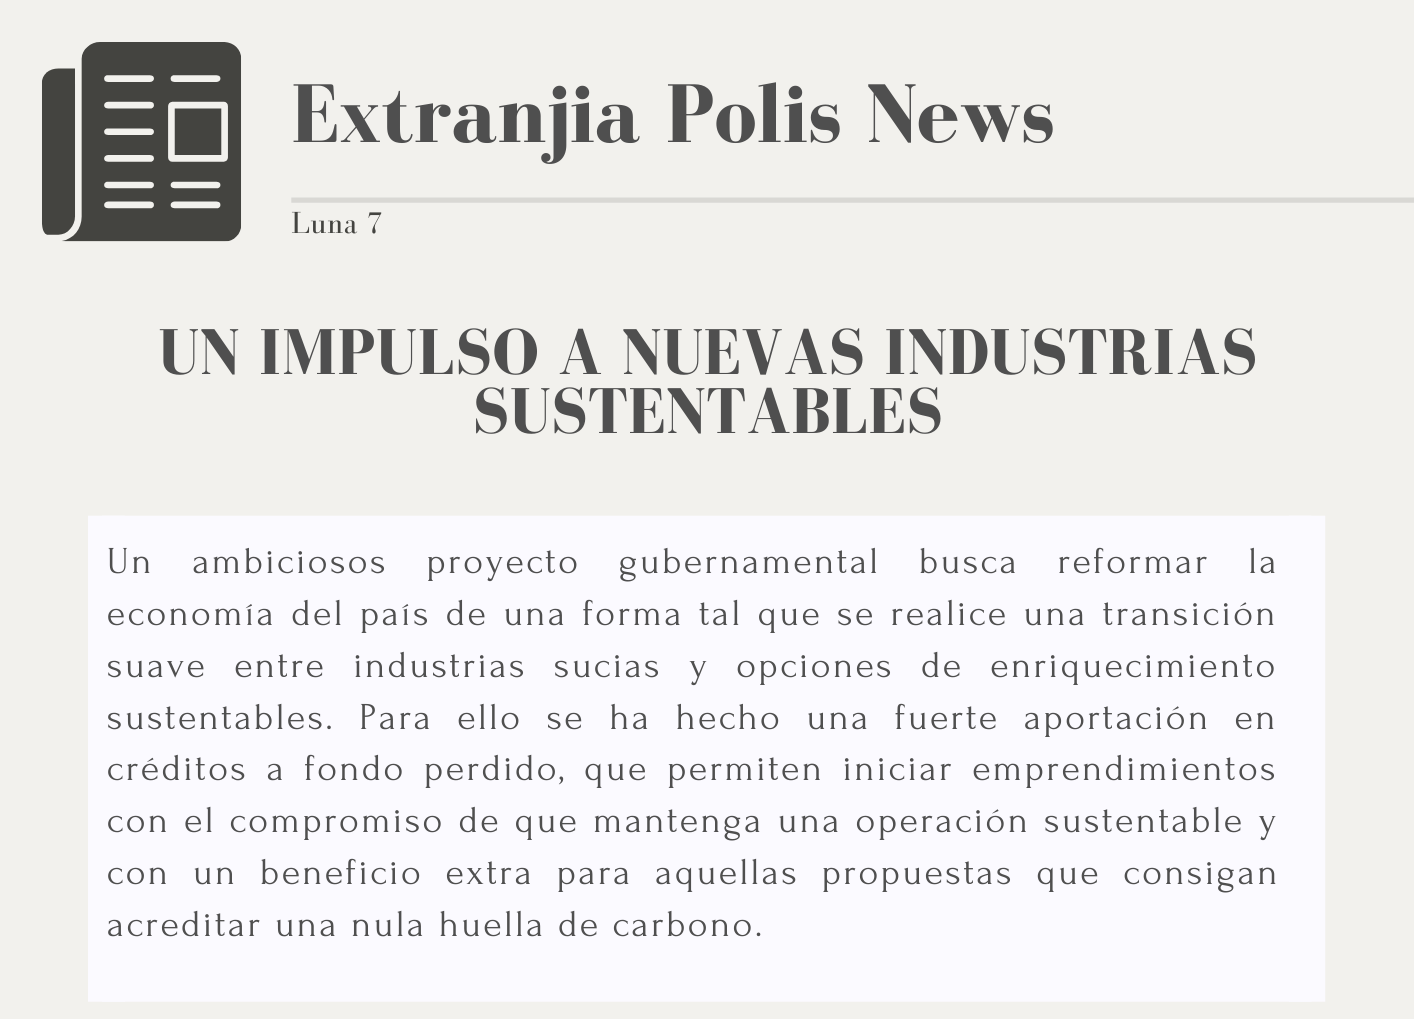 Extranjia Polis News
Luna 7
UN IMPULSO A NUEVAS INDUSTRIAS
SUSTENTABLES
Un ambiciosos proyecto gubernamental busca reformar la
economía del país de una forma tal que se realice una transición
suave entre industrias sucias y opciones de enriquecimiento
sustentables. Para ello se ha hecho una fuerte aportación en
créditos a fondo perdido, que permiten iniciar emprendimientos
con el compromiso de que mantenga una operación sustentable y
con un beneficio extra para aquellas propuestas que consigan
acreditar una nula huella de carbono.